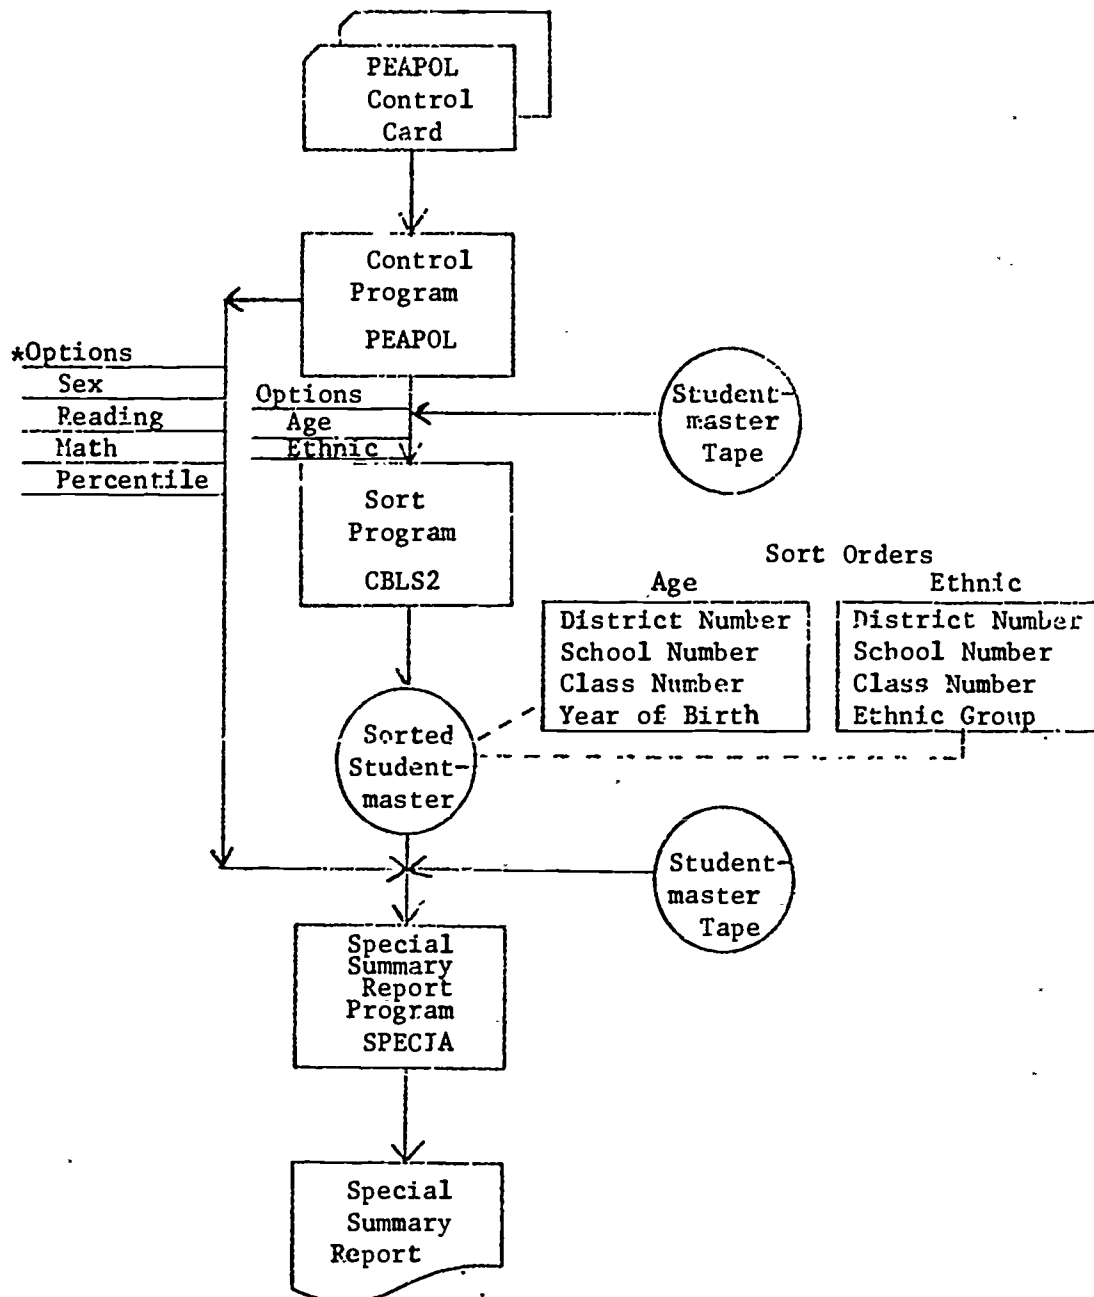 PEAPOL
Control
Card
Control
Program
PEAPOL
*Options
Sex
Reading
Math
Percentile
Options
Age
Ethnic
Student-
master
Tape
Sort
Program
CBLS2
Sort Orders
Age
District Number
School Number
Class Number
Year of Birth
Ethnic
District Number
School Number
Class Number
Ethnic Group
Sorted
Student-
master
Student-
master
Tape
Special
Summary
Report
Program
SPECIA
Special
Summary
Report